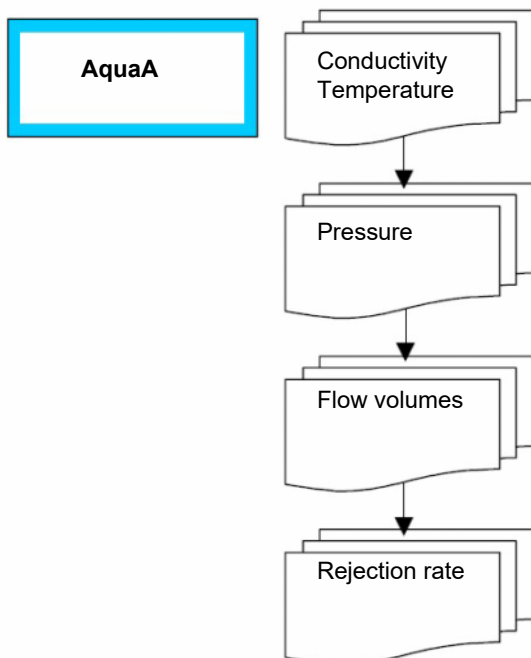 AquaA
Conductivity
Temperature
Pressure
Flow volumes
Rejection rate